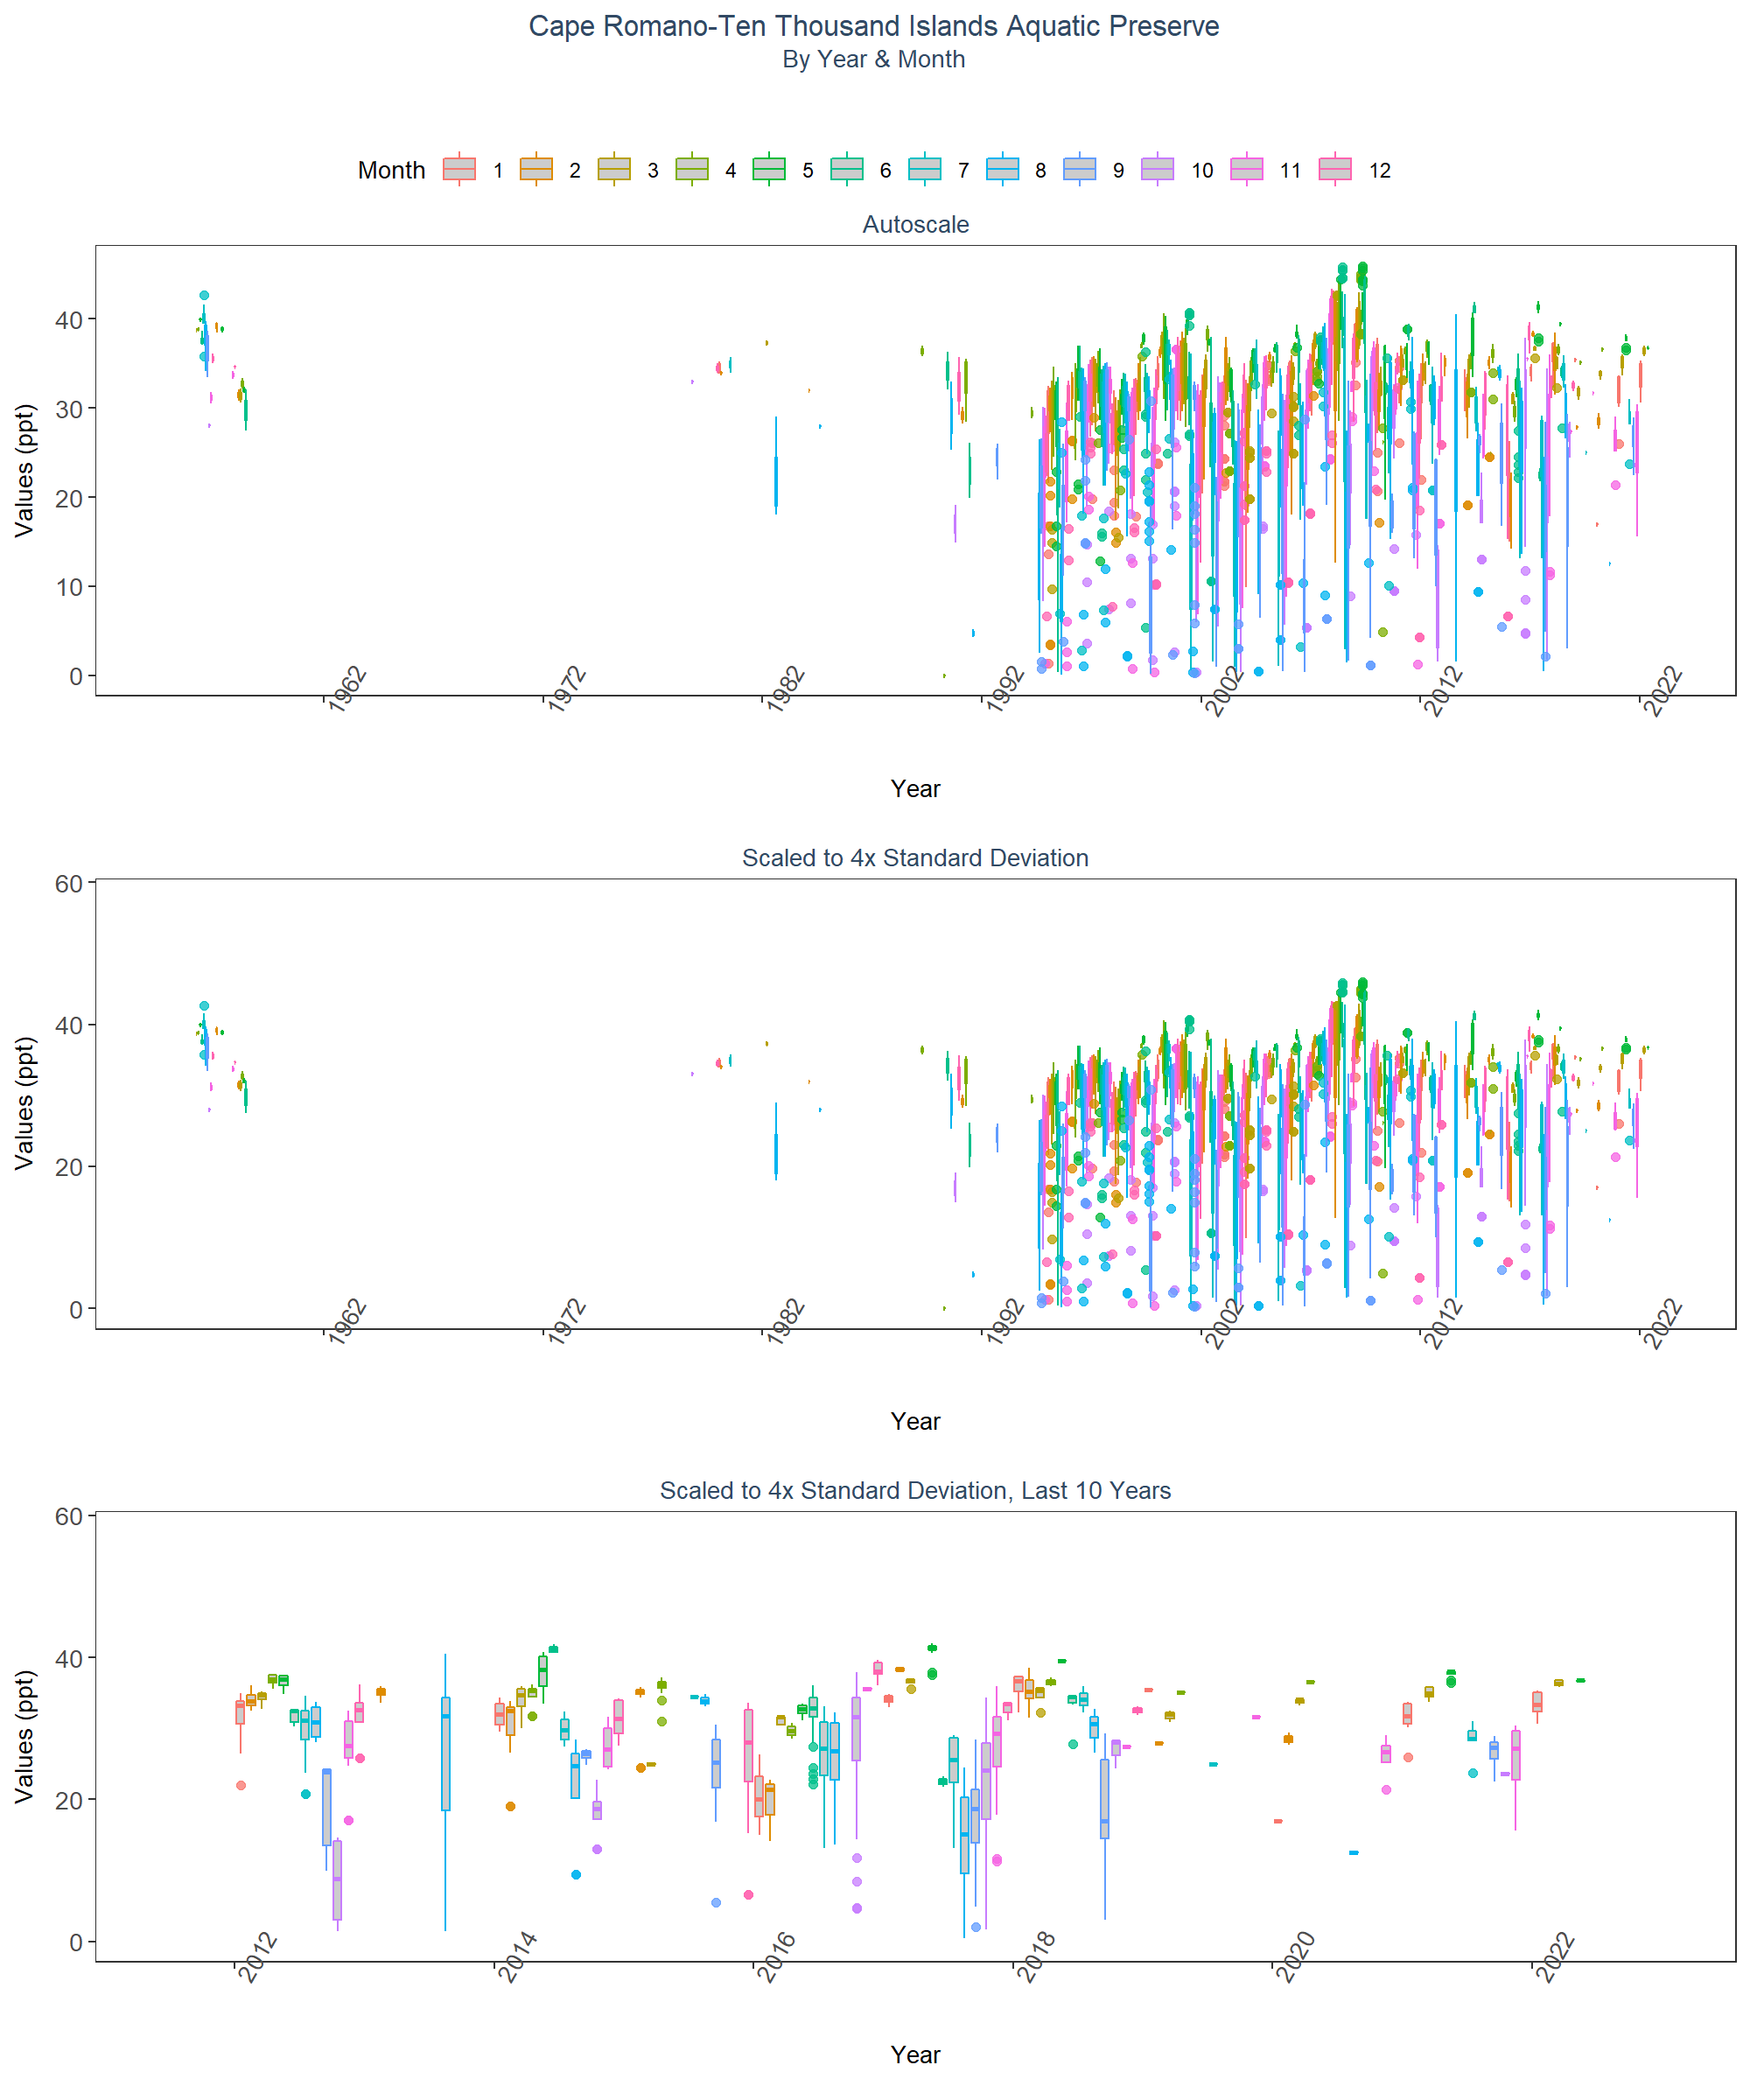 Cape Romano-Ten Thousand Islands Aquatic Preserve
By Year & Month
Month 1 2 3 4 5 6 7 8 9 10 11 12
Autoscale
Values (ppt)
40
30
20
10
0
1962 1972 1982 1992 2002 2012 2022
Year
Scaled to 4x Standard Deviation
Values (ppt)
60
40
20
0
1962 1972 1982 1992 2002 2012 2022
Year
Scaled to 4x Standard Deviation, Last 10 Years
Values (ppt)
60
40
20
0
2012 2014 2016 2018 2020 2022
Year